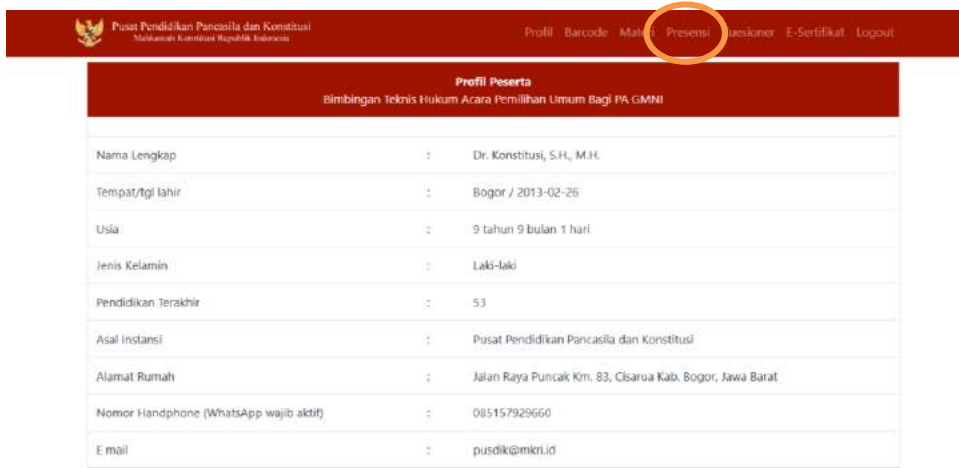 Pusat Pendidikan Pancasila dan Konstitusi
Mahkamah Konstitusi Republik Indonesia
Profil Barcode Materi Presensi Kuesioner E-Sertifikat Logout
Profil Peserta
Bimbingan Teknis Hukum Acara Pemilihan Umum Bagi PA GMNI
Nama Lengkap : Dr. Konstitusi, S.H., M.H.
Tempat/tgl lahir : Bogor / 2013-02-26
Usia : 9 tahun 9 bulan 1 hari
Jenis Kelamin : Laki-laki
Pendidikan Terakhir : S3
Asal Instansi : Pusat Pendidikan Pancasila dan Konstitusi
Alamat Rumah : Jalan Raya Puncak Km. 83, Cisarua Kab. Bogor, Jawa Barat
Nomor Handphone (WhatsApp wajib aktif) : 085157929660
E mail : pusdik@mkri.id